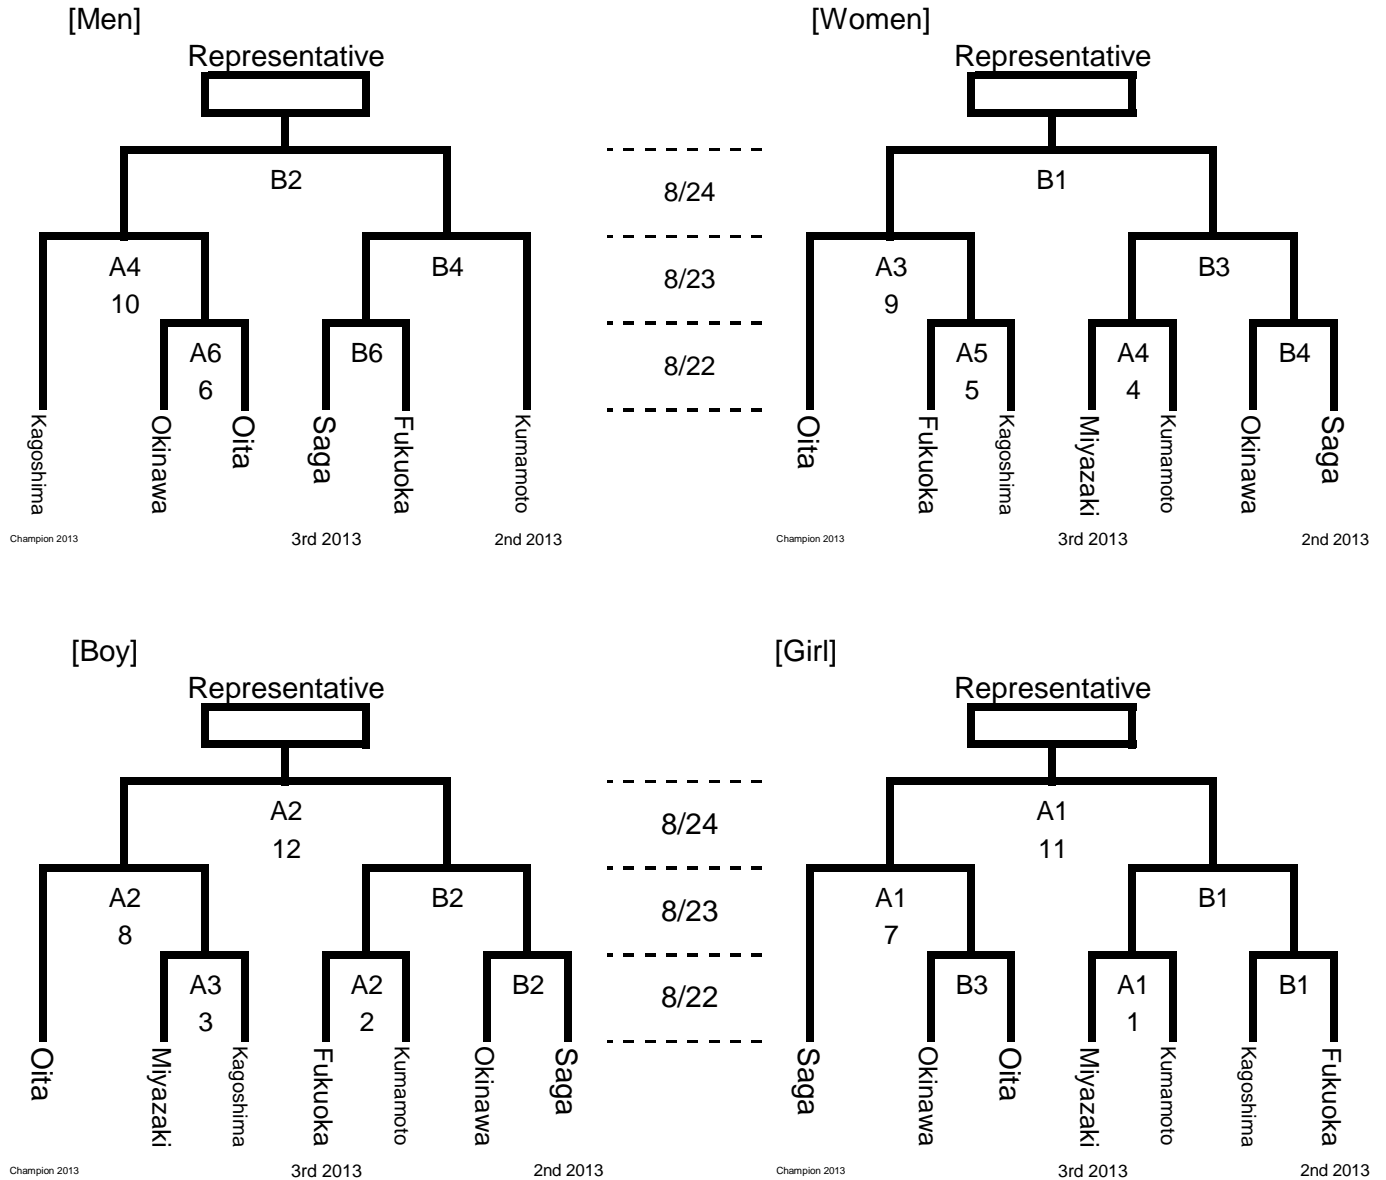 [Men]
Representative
B2
A4
10
B4
A6
6
B6
Kagoshima
Okinawa
Oita
Saga
Fukuoka
Kumamoto
Champion 2013
3rd 2013
2nd 2013
8/24
8/23
8/22
[Women]
Representative
B1
A3
9
B3
A5
5
A4
4
B4
Oita
Fukuoka
Kagoshima
Miyazaki
Kumamoto
Okinawa
Saga
Champion 2013
3rd 2013
2nd 2013
[Boy]
Representative
A2
12
A2
8
B2
A3
3
A2
2
B2
Oita
Miyazaki
Kagoshima
Fukuoka
Kumamoto
Okinawa
Saga
Champion 2013
3rd 2013
2nd 2013
8/24
8/23
8/22
[Girl]
Representative
A1
11
A1
7
B1
B3
A1
1
B1
Saga
Okinawa
Oita
Miyazaki
Kumamoto
Kagoshima
Fukuoka
Champion 2013
3rd 2013
2nd 2013